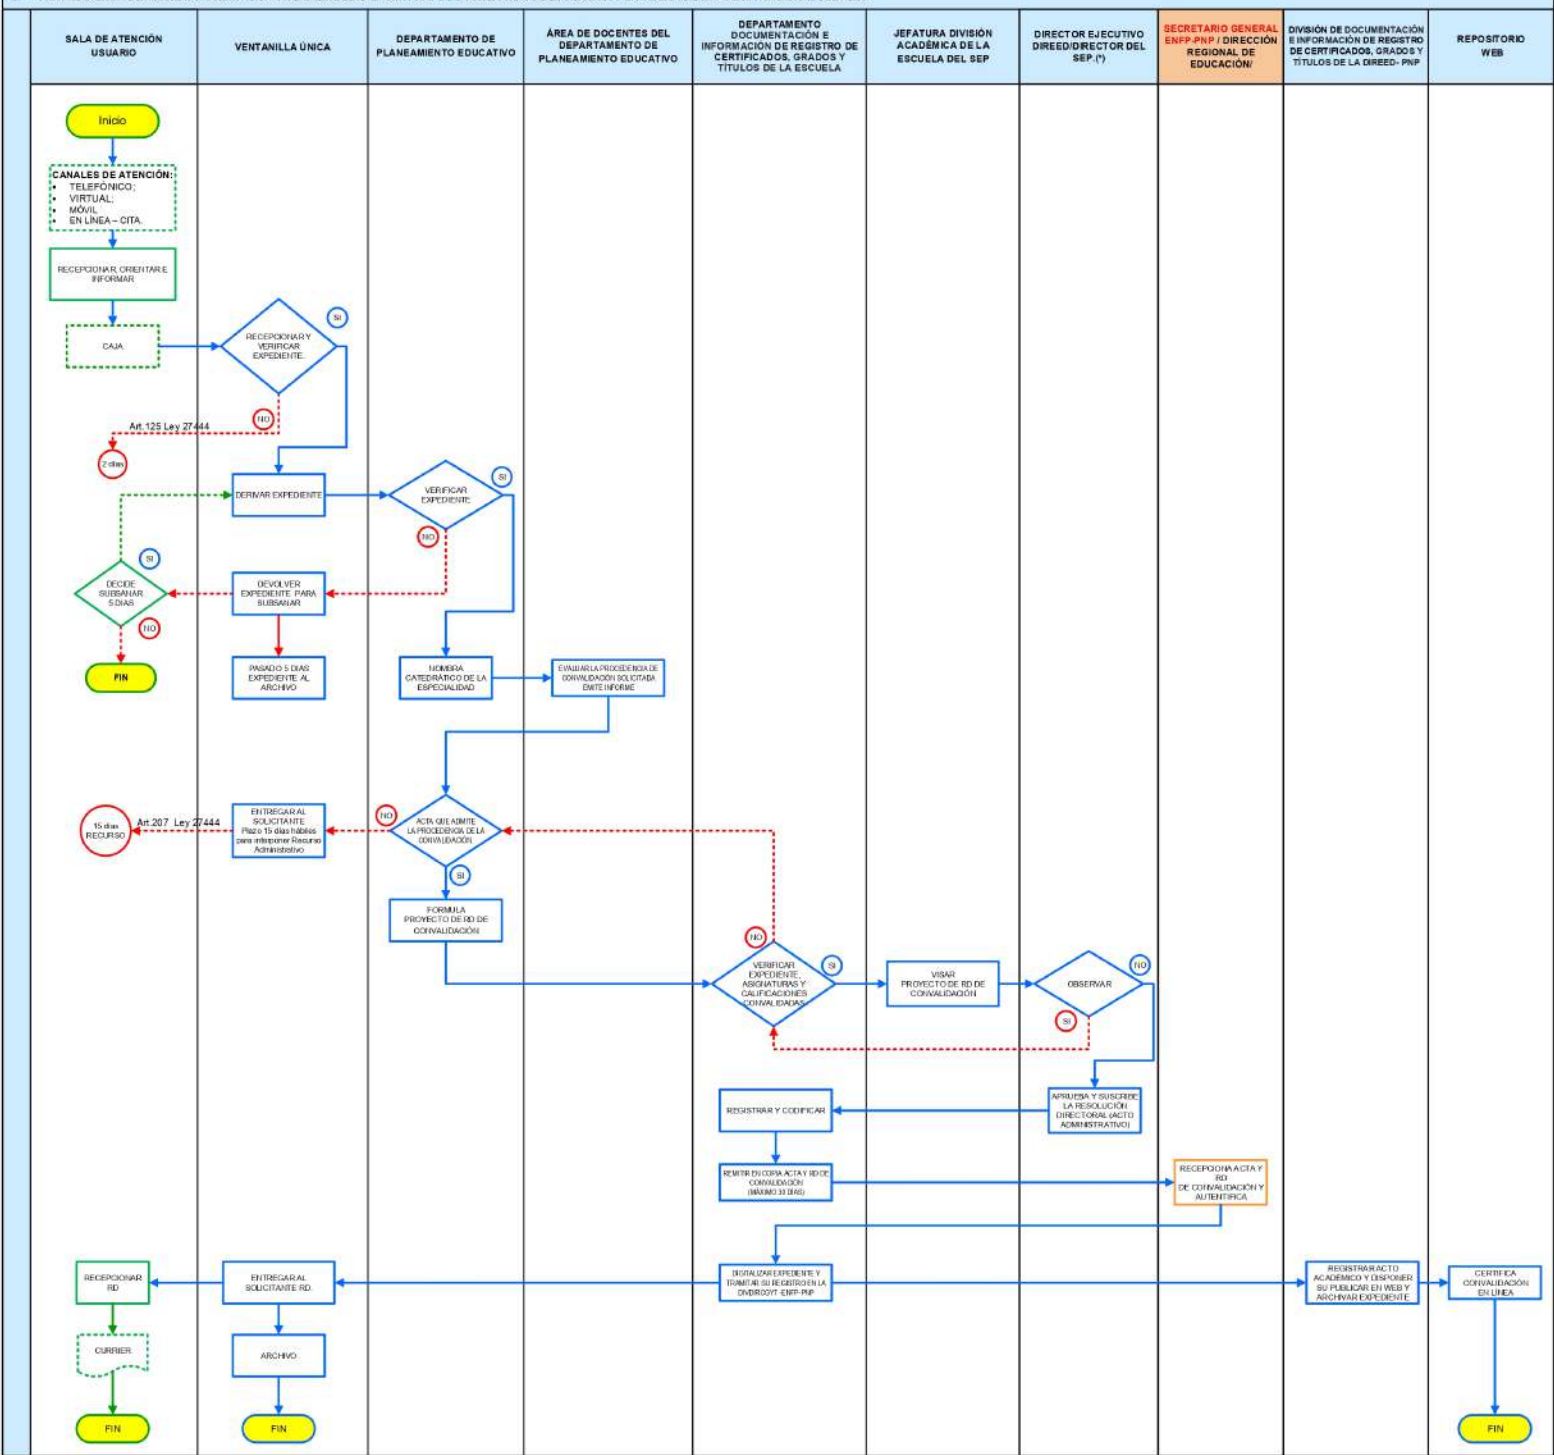 SALA DE ATENCIÓN
USUARIO
VENTANILLA ÚNICA
DEPARTAMENTO DE
PLANEAMIENTO EDUCATIVO
ÁREA DE DOCENTES DEL
DEPARTAMENTO DE
PLANEAMIENTO EDUCATIVO
DEPARTAMENTO
DOCUMENTACIÓN E
INFORMACIÓN DE REGISTRO DE
CERTIFICADOS, GRADOS Y
TÍTULOS DE LA ESCUELA
JEFATURA DIVISIÓN
ACADÉMICA DE LA
ESCUELA DEL SEP
DIRECTOR EJECUTIVO
DIREED/DIRECTOR DEL
SEP.(*)
SECRETARIO GENERAL
ENFP-PNP / DIRECCIÓN
REGIONAL DE
EDUCACIÓN/
DIVISIÓN DE DOCUMENTACIÓN
E INFORMACIÓN DE REGISTRO
DE CERTIFICADOS, GRADOS Y
TÍTULOS DE LA DIREED- PNP
REPOSITORIO
WEB
Inicio
CANALES DE ATENCIÓN:
• TELEFÓNICO;
• VIRTUAL;
• MÓVIL
• EN LÍNEA – CITA.
RECEPCIONAR, ORIENTAR E
INFORMAR
CAJA
RECEPCIONAR Y
VERIFICAR
EXPEDIENTE.
SI
NO
Art.125 Ley 27444
2 días
DERIVAR EXPEDIENTE
VERIFICAR
EXPEDIENTE
SI
NO
DECIDE
SUBSANAR
5 DIAS
SI
NO
FIN
DEVOLVER
EXPEDIENTE PARA
SUBSANAR
PASADO 5 DIAS
EXPEDIENTE AL
ARCHIVO
NOMBRA
CATEDRÁTICO DE LA
ESPECIALIDAD
EVALUAR LA PROCEDENCIA DE
CONVALIDACIÓN SOLICITADA
EMITE INFORME
15 días
RECURSO
Art.207 Ley 27444
ENTREGAR AL
SOLICITANTE
Plazo 15 días hábiles
para interponer Recurso
Administrativo
NO
ACTA QUE ADMITE
LA PROCEDENCIA DE LA
CONVALIDACIÓN
SI
FORMULA
PROYECTO DE RD DE
CONVALIDACIÓN
NO
VERIFICAR
EXPEDIENTE,
ASIGNATURAS Y
CALIFICACIONES
CONVALIDADAS
SI
VISAR
PROYECTO DE RD DE
CONVALIDACIÓN
OBSERVAR
NO
SI
APRUEBA Y SUSCRIBE
LA RESOLUCIÓN
DIRECTORAL (ACTO
ADMINISTRATIVO)
REGISTRAR Y CODIFICAR
REMITIR EN COPIA ACTA Y RD DE
CONVALIDACIÓN
(MÁXIMO 30 DÍAS)
RECEPCIONA ACTA Y
RD
DE CONVALIDACIÓN Y
AUTENTIFICA
RECEPCIONAR
RD
ENTREGAR AL
SOLICITANTE RD.
DIGITALIZAR EXPEDIENTE Y
TRAMITAR SU REGISTRO EN LA
REGISTRAR ACTO
ACADÉMICO Y DISPONER
SU PUBLICAR EN WEB Y
ARCHIVAR EXPEDIENTE.
CERTIFICA
CONVALIDACIÓN
EN LÍNEA
CURRIER
ARCHIVO
FIN
FIN
FIN